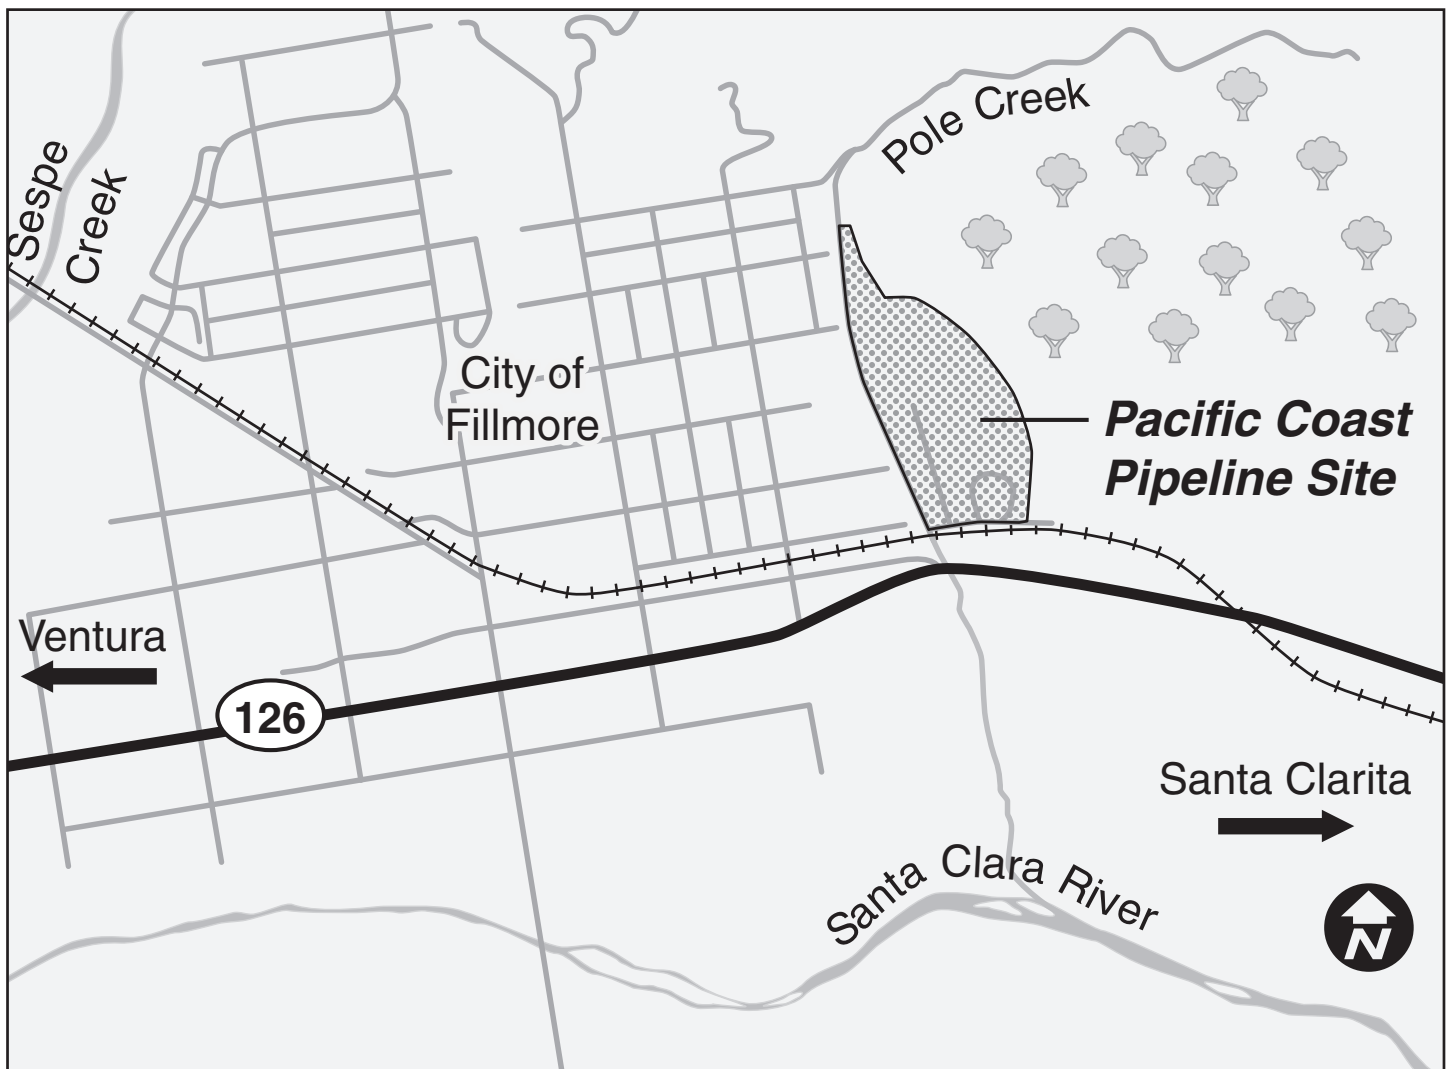 Pole Creek
Sespe
Creek
City of
Fillmore
Pacific Coast
Pipeline Site
Ventura
126
Santa Clarita
Santa Clara River
N